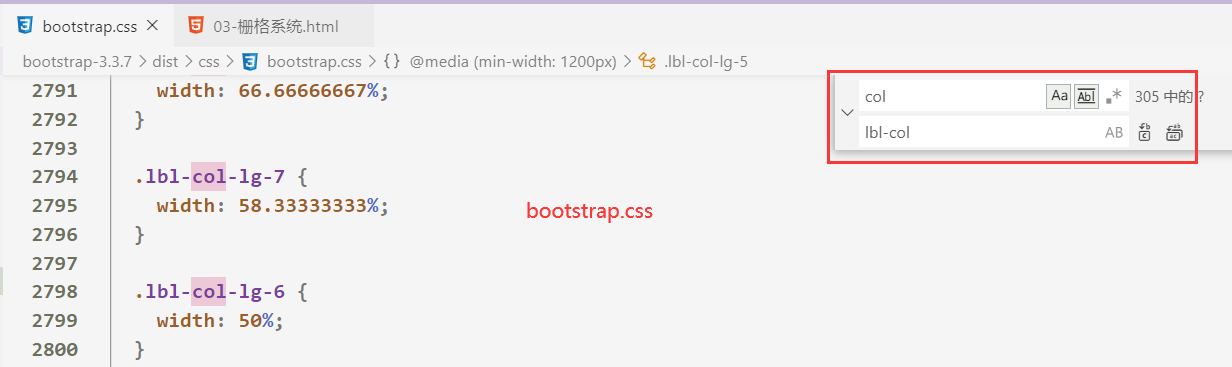 bootstrap.css
03-栅格系统.html
bootstrap-3.3.7 > dist > css > bootstrap.css > {} @media (min-width: 1200px) > .lbl-col-lg-5
2791 width: 66.66666667%;
2792 }
2793
2794 .lbl-col-lg-7 {
2795 width: 58.33333333%;
2796 }
2797
2798 .lbl-col-lg-6 {
2799 width: 50%;
2800 }
col Aa Abl .* 305 中的 ?
lbl-col AB
bootstrap.css